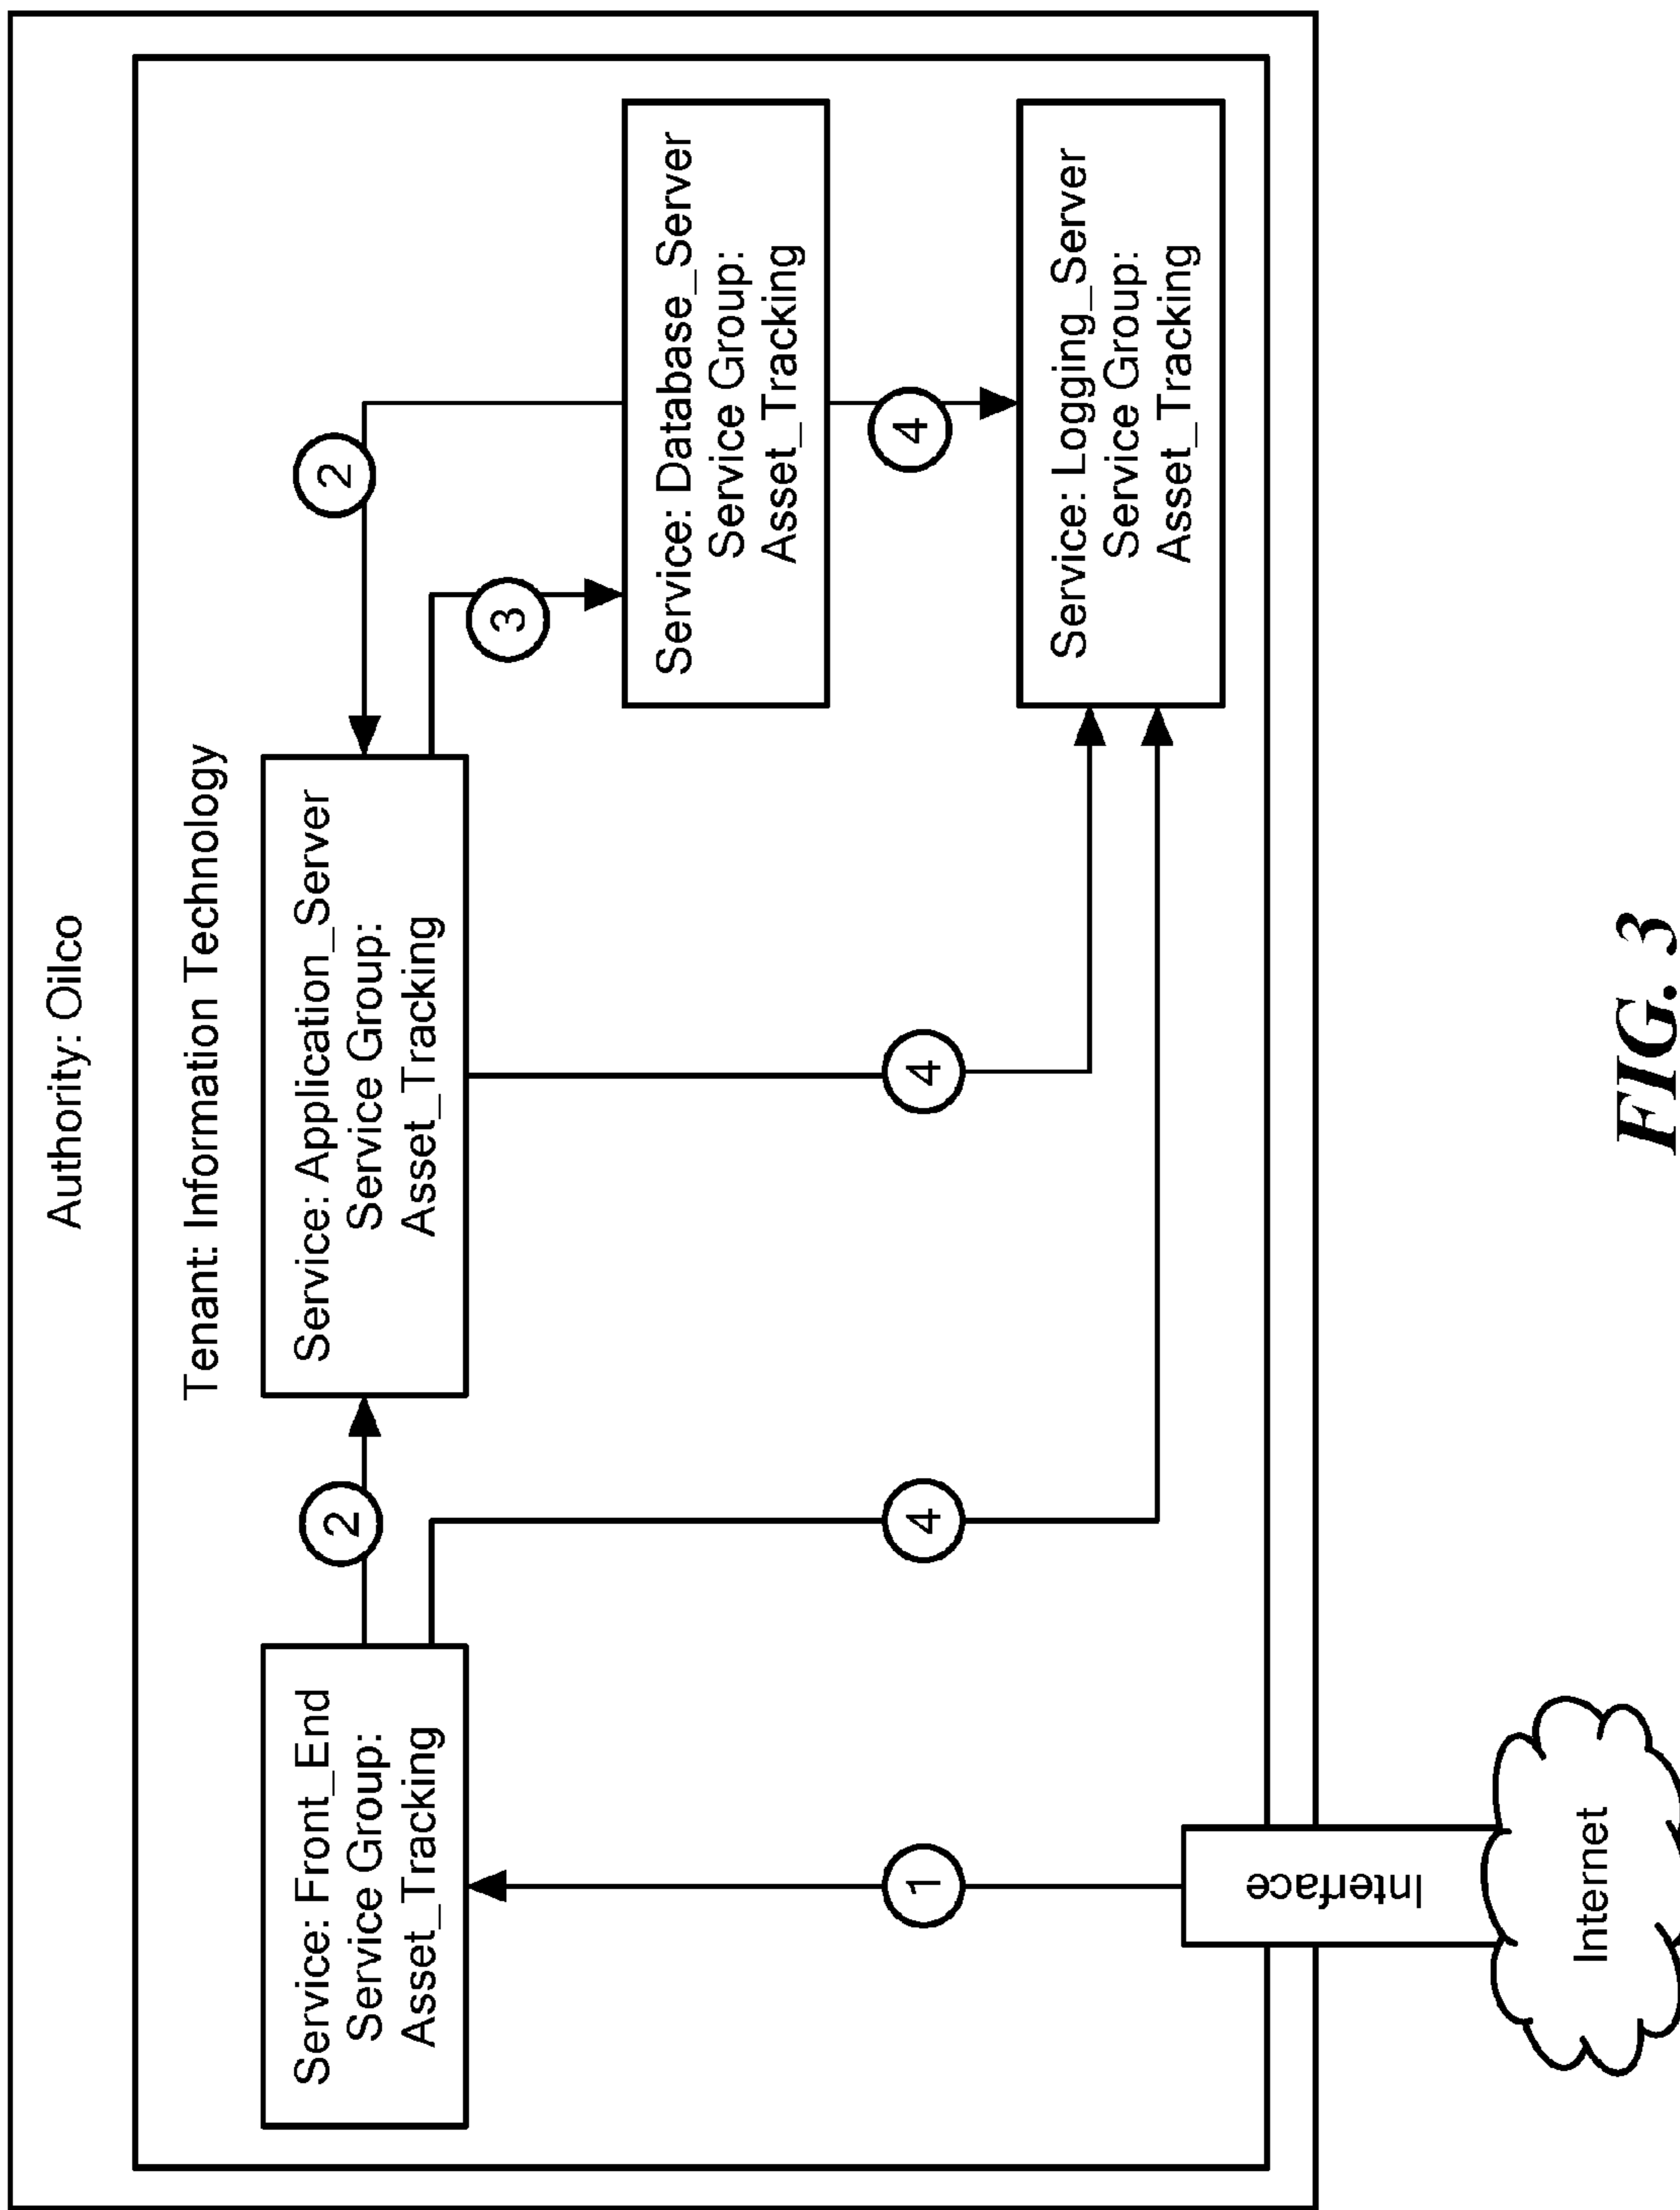 Authority: Oilco
Tenant: Information Technology
Service: Front_End
Service Group:
Asset_Tracking
2
Service: Application_Server
Service Group:
Asset_Tracking
2
3
Service: Database_Server
Service Group:
Asset_Tracking
1
4
4
4
Service: Logging_Server
Service Group:
Asset_Tracking
Interface
Internet
FIG. 3